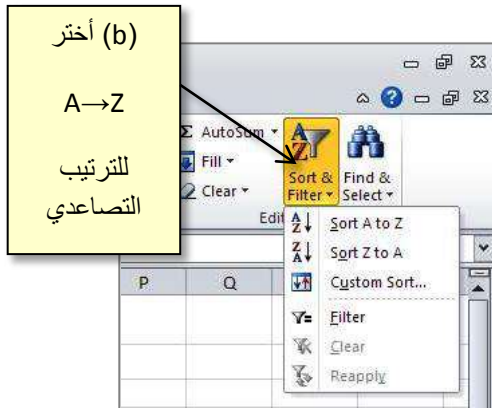 (b) أختر
A→Z
للترتيب
التصاعدي
Σ AutoSum
Fill
Clear
Sort &
Filter
Find &
Select
Edit
Sort A to Z
Sort Z to A
Custom Sort...
Filter
Clear
Reapply
P Q